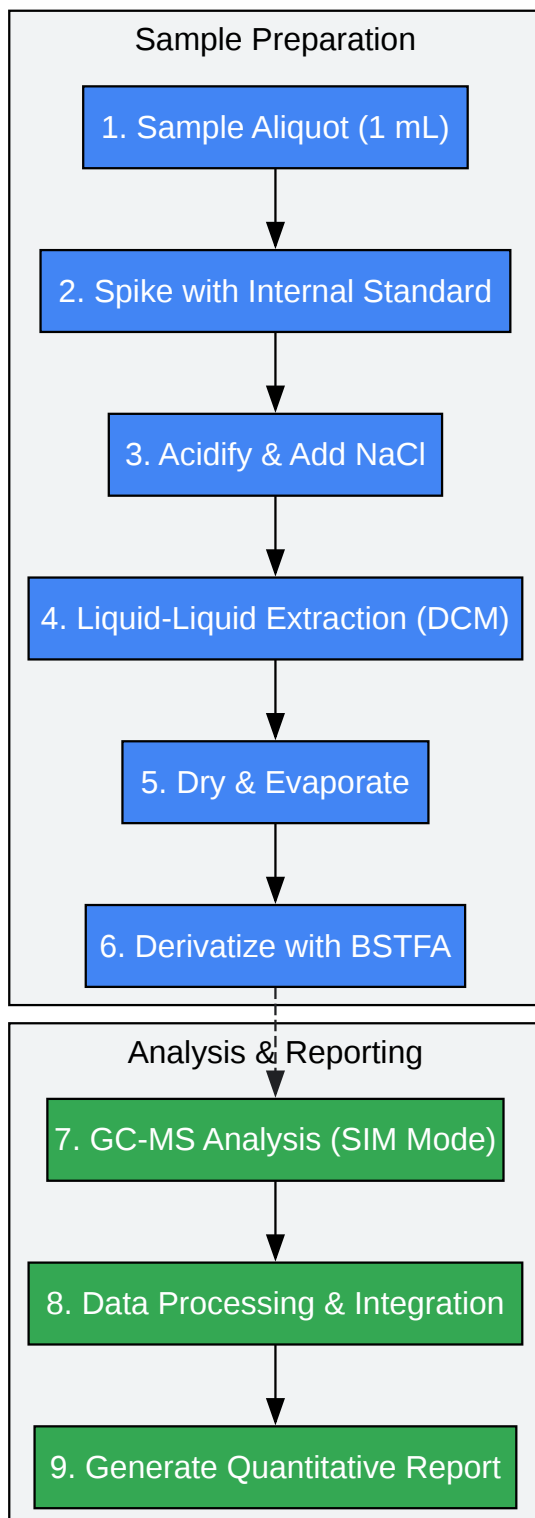 Sample Preparation
1. Sample Aliquot (1 mL)
2. Spike with Internal Standard
3. Acidify & Add NaCl
4. Liquid-Liquid Extraction (DCM)
5. Dry & Evaporate
6. Derivatize with BSTFA
Analysis & Reporting
7. GC-MS Analysis (SIM Mode)
8. Data Processing & Integration
9. Generate Quantitative Report